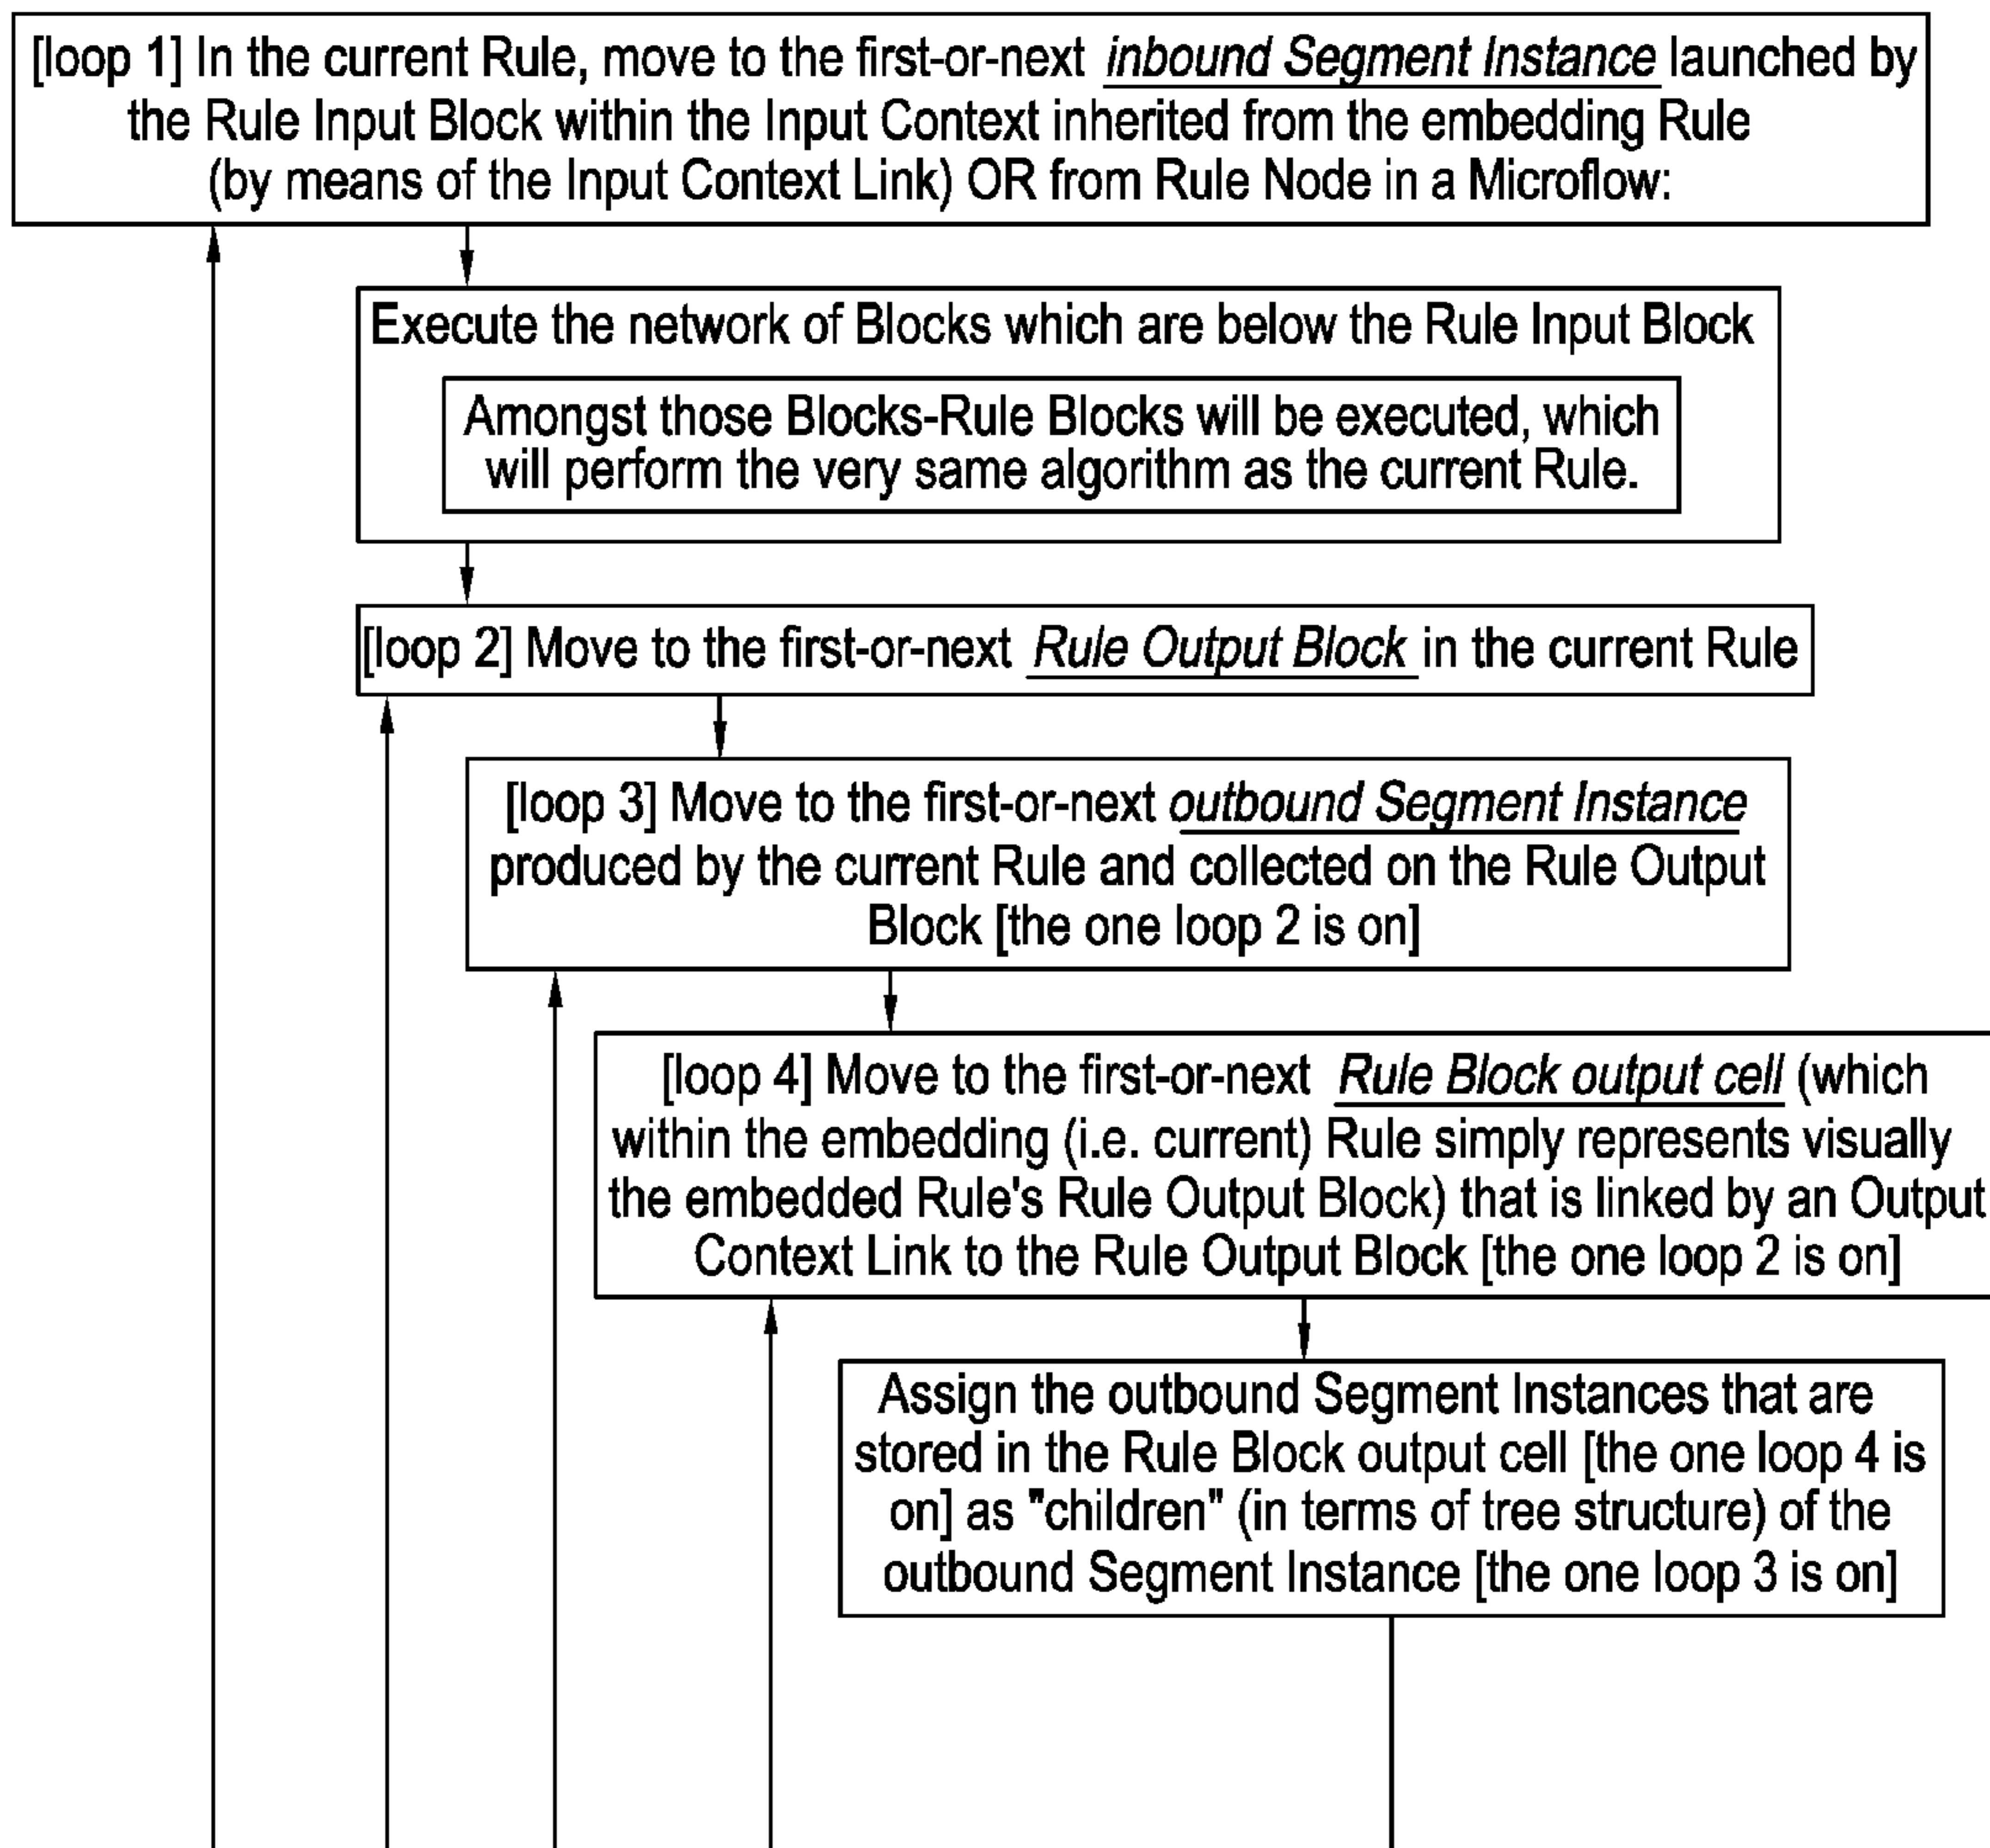 [loop 1] In the current Rule, move to the first-or-next inbound Segment Instance launched by
the Rule Input Block within the Input Context inherited from the embedding Rule
(by means of the Input Context Link) OR from Rule Node in a Microflow:
Execute the network of Blocks which are below the Rule Input Block
Amongst those Blocks-Rule Blocks will be executed, which
will perform the very same algorithm as the current Rule.
[loop 2] Move to the first-or-next Rule Output Block in the current Rule
[loop 3] Move to the first-or-next outbound Segment Instance
produced by the current Rule and collected on the Rule Output
Block [the one loop 2 is on]
[loop 4] Move to the first-or-next Rule Block output cell (which
within the embedding (i.e. current) Rule simply represents visually
the embedded Rule's Rule Output Block) that is linked by an Output
Context Link to the Rule Output Block [the one loop 2 is on]
Assign the outbound Segment Instances that are
stored in the Rule Block output cell [the one loop 4 is
on] as "children" (in terms of tree structure) of the
outbound Segment Instance [the one loop 3 is on]